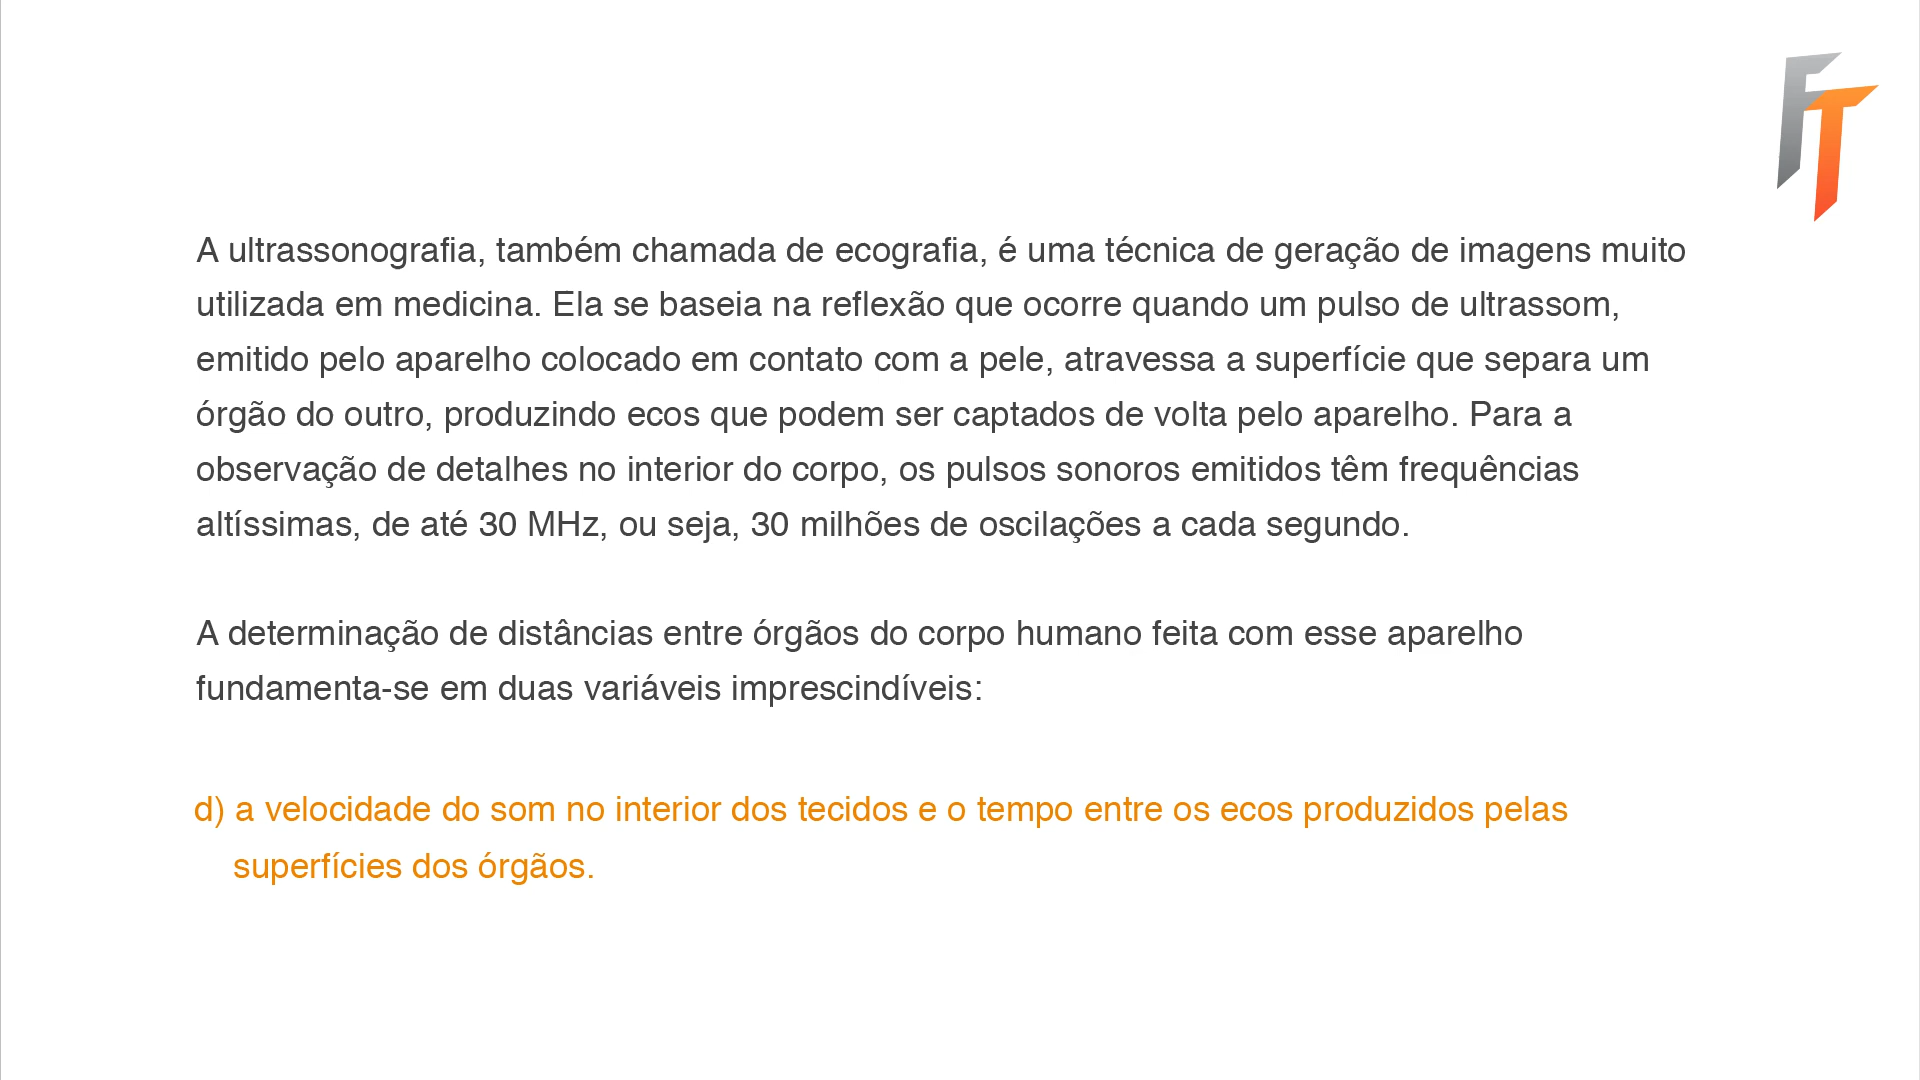 FT
A ultrassonografia, também chamada de ecografia, é uma técnica de geração de imagens muito
utilizada em medicina. Ela se baseia na reflexão que ocorre quando um pulso de ultrassom,
emitido pelo aparelho colocado em contato com a pele, atravessa a superfície que separa um
órgão do outro, produzindo ecos que podem ser captados de volta pelo aparelho. Para a
observação de detalhes no interior do corpo, os pulsos sonoros emitidos têm frequências
altíssimas, de até 30 MHz, ou seja, 30 milhões de oscilações a cada segundo.
A determinação de distâncias entre órgãos do corpo humano feita com esse aparelho
fundamenta-se em duas variáveis imprescindíveis:
d) a velocidade do som no interior dos tecidos e o tempo entre os ecos produzidos pelas
superfícies dos órgãos.